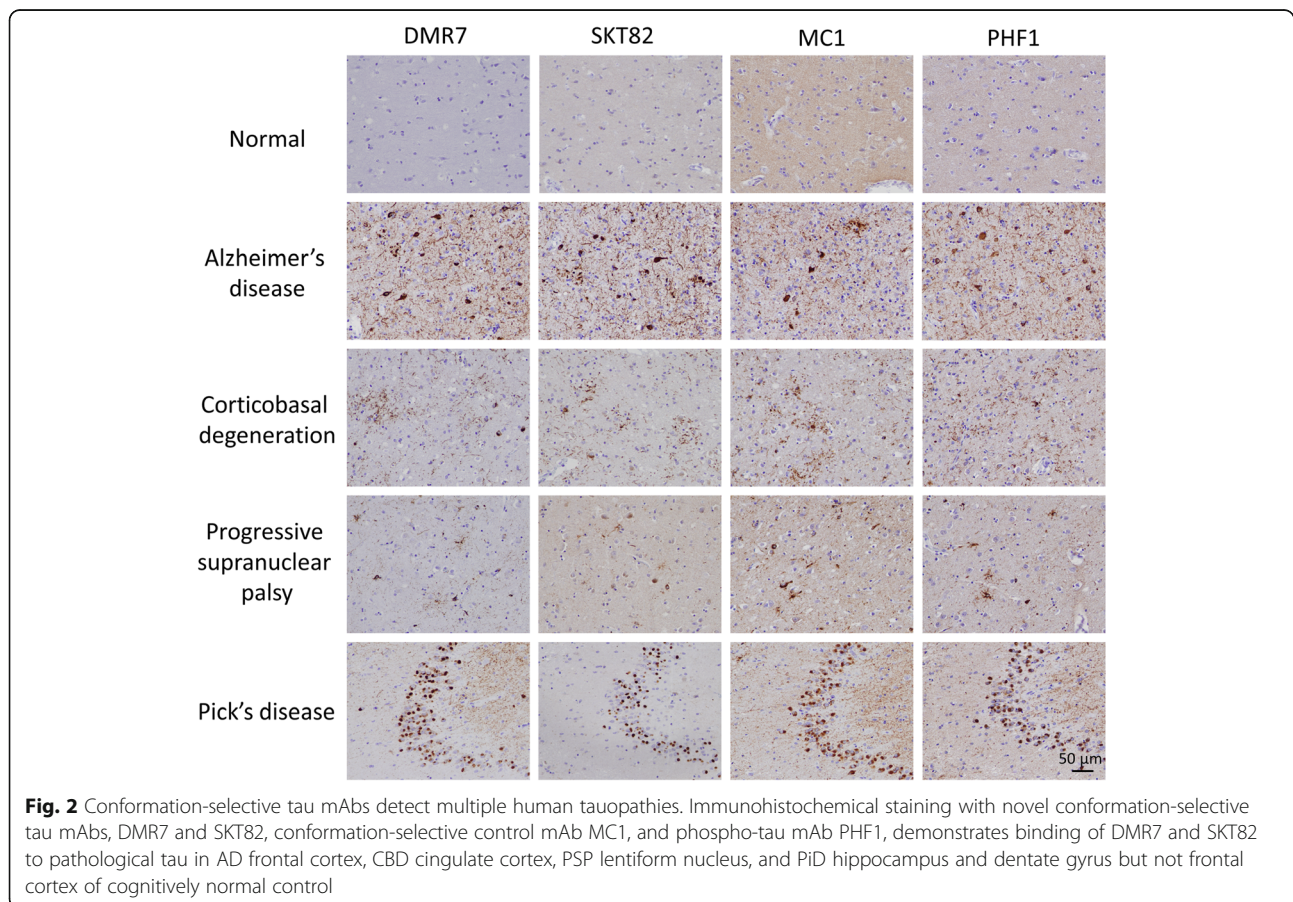 DMR7 SKT82 MC1 PHF1
Normal
Alzheimer's
disease
Corticobasal
degeneration
Progressive
supranuclear
palsy
Pick's disease
50 μm
Fig. 2 Conformation-selective tau mAbs detect multiple human tauopathies. Immunohistochemical staining with novel conformation-selective
tau mAbs, DMR7 and SKT82, conformation-selective control mAb MC1, and phospho-tau mAb PHF1, demonstrates binding of DMR7 and SKT82
to pathological tau in AD frontal cortex, CBD cingulate cortex, PSP lentiform nucleus, and PiD hippocampus and dentate gyrus but not frontal
cortex of cognitively normal control